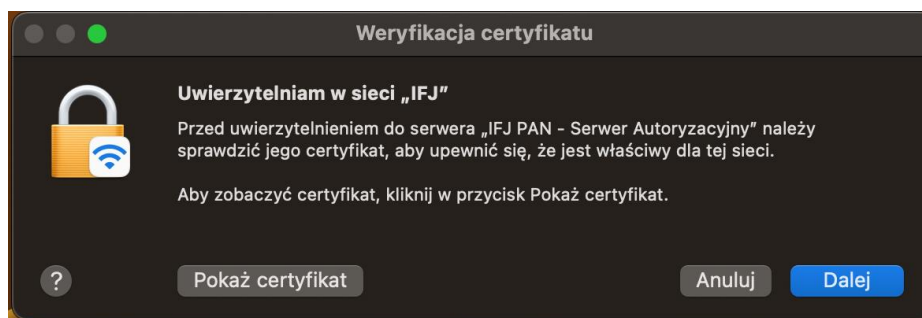 Weryfikacja certyfikatu
Uwierzytelniam w sieci „IFJ”
Przed uwierzytelnieniem do serwera „IFJ PAN - Serwer Autoryzacyjny” należy
sprawdzić jego certyfikat, aby upewnić się, że jest właściwy dla tej sieci.
Aby zobaczyć certyfikat, kliknij w przycisk Pokaż certyfikat.
? Pokaż certyfikat Anuluj Dalej